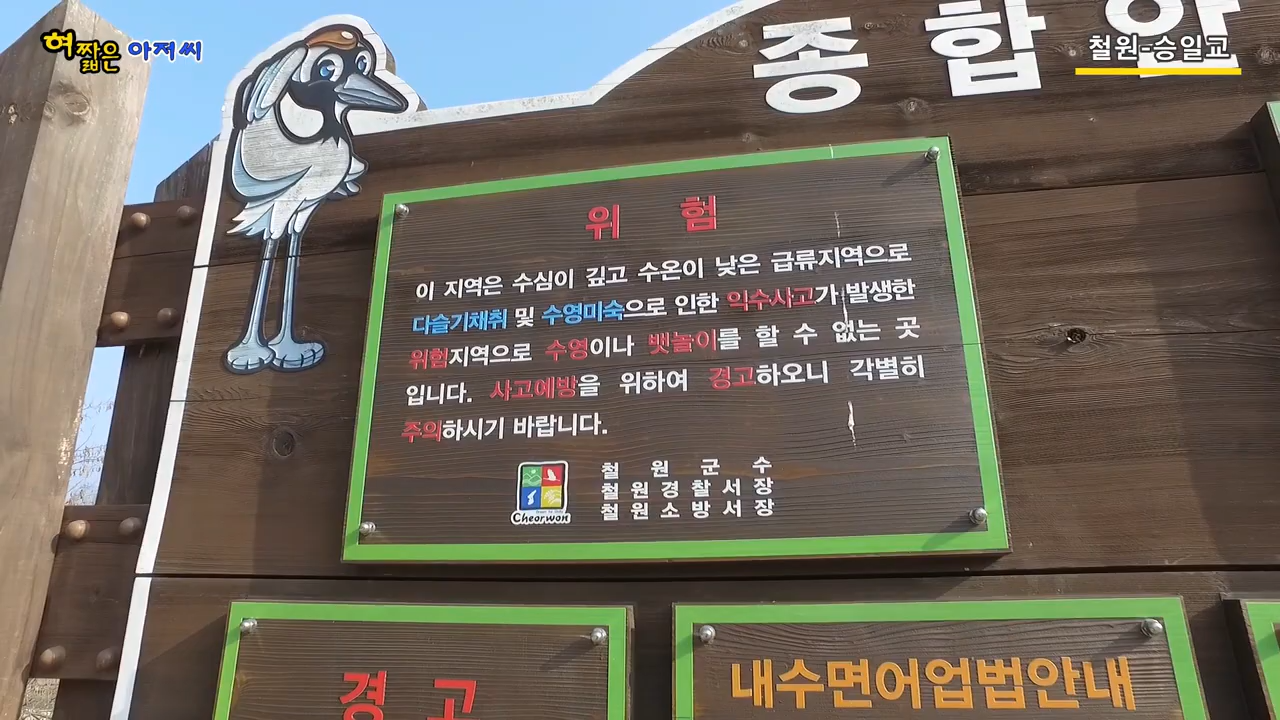 혀짧은 아저씨
철원-승일교
종합안
위 험
이 지역은 수심이 깊고 수온이 낮은 급류지역으로
다슬기채취 및 수영미숙으로 인한 익수사고가 발생한
위험지역으로 수영이나 뱃놀이를 할 수 없는 곳
입니다. 사고예방을 위하여 경고하오니 각별히
주의하시기 바랍니다.
Cheorwon
철원군수
철원경찰서장
철원소방서장
경 고
내수면어업법안내